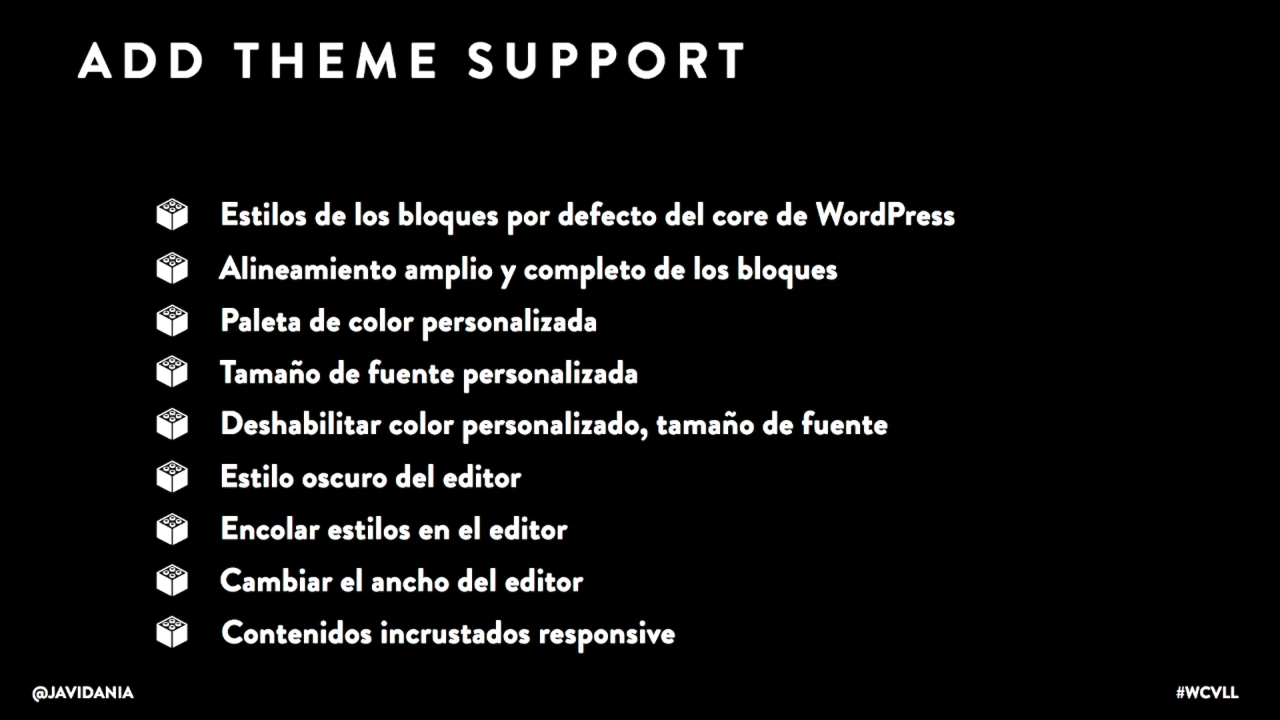 ADD THEME SUPPORT
Estilos de los bloques por defecto del core de WordPress
Alineamiento amplio y completo de los bloques
Paleta de color personalizada
Tamaño de fuente personalizada
Deshabilitar color personalizado, tamaño de fuente
Estilo oscuro del editor
Encolar estilos en el editor
Cambiar el ancho del editor
Contenidos incrustados responsive
@JAVIDANIA
#WCVLL